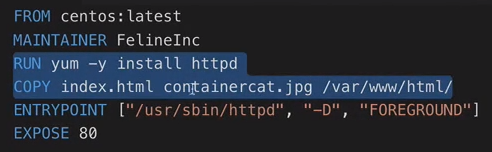 FROM centos:latest
MAINTAINER FelineInc
RUN yum -y install httpd
COPY index.html containercat.jpg /var/www/html/
ENTRYPOINT ["/usr/sbin/httpd", "-D", "FOREGROUND"]
EXPOSE 80